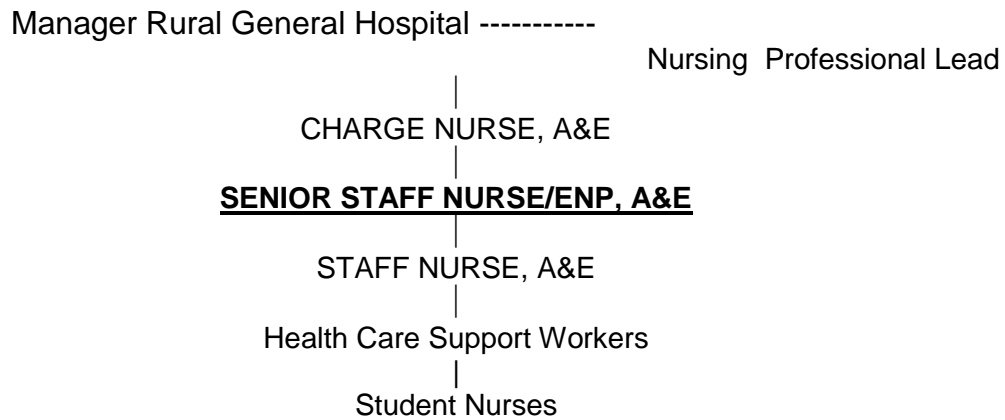 Manager Rural General Hospital -----------
Nursing  Professional Lead
CHARGE NURSE, A&E
SENIOR STAFF NURSE/ENP, A&E
STAFF NURSE, A&E
Health Care Support Workers
Student Nurses